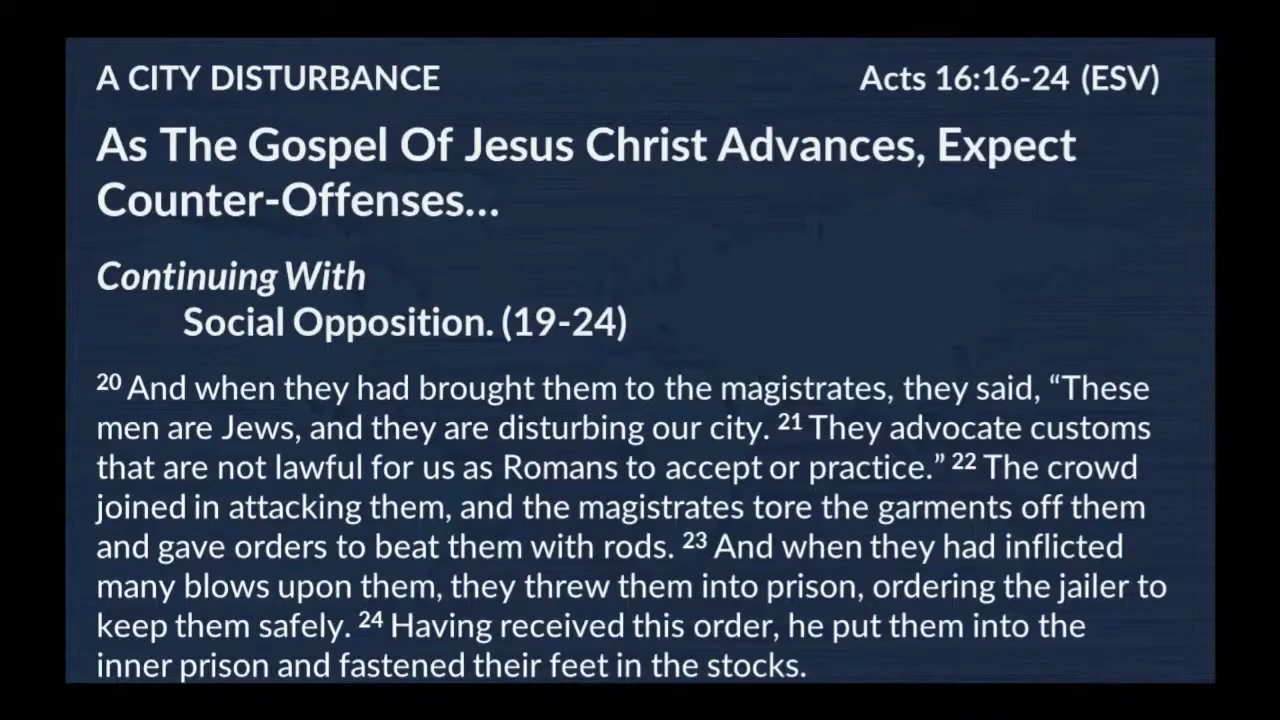 A CITY DISTURBANCE Acts 16:16-24 (ESV)
As The Gospel Of Jesus Christ Advances, Expect
Counter-Offenses...
Continuing With
Social Opposition. (19-24)
20 And when they had brought them to the magistrates, they said, “These
men are Jews, and they are disturbing our city. 21 They advocate customs
that are not lawful for us as Romans to accept or practice.” 22 The crowd
joined in attacking them, and the magistrates tore the garments off them
and gave orders to beat them with rods. 23 And when they had inflicted
many blows upon them, they threw them into prison, ordering the jailer to
keep them safely. 24 Having received this order, he put them into the
inner prison and fastened their feet in the stocks.